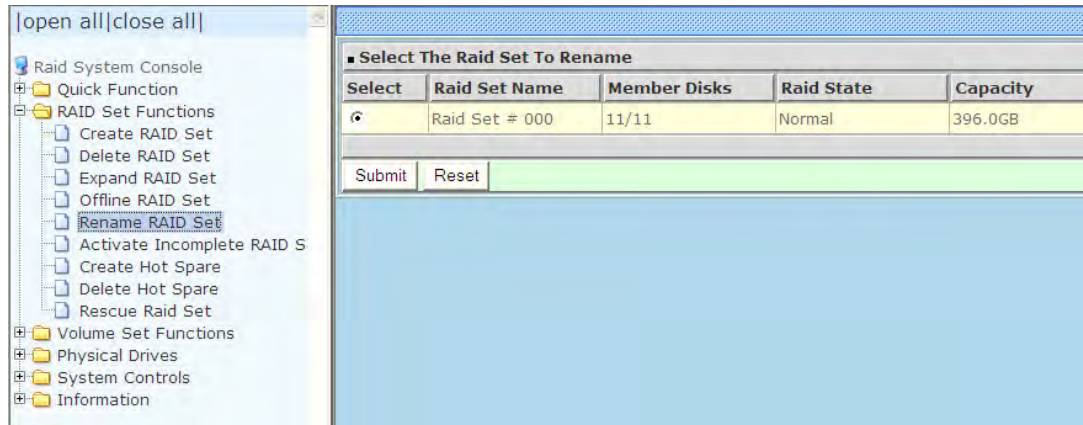 |open all|close all|
Raid System Console
Quick Function
RAID Set Functions
Create RAID Set
Delete RAID Set
Expand RAID Set
Offline RAID Set
Rename RAID Set
Activate Incomplete RAID S
Create Hot Spare
Delete Hot Spare
Rescue Raid Set
Volume Set Functions
Physical Drives
System Controls
Information
Select The Raid Set To Rename
Select Raid Set Name Member Disks Raid State Capacity
Raid Set # 000 11/11 Normal 396.0GB
Submit Reset